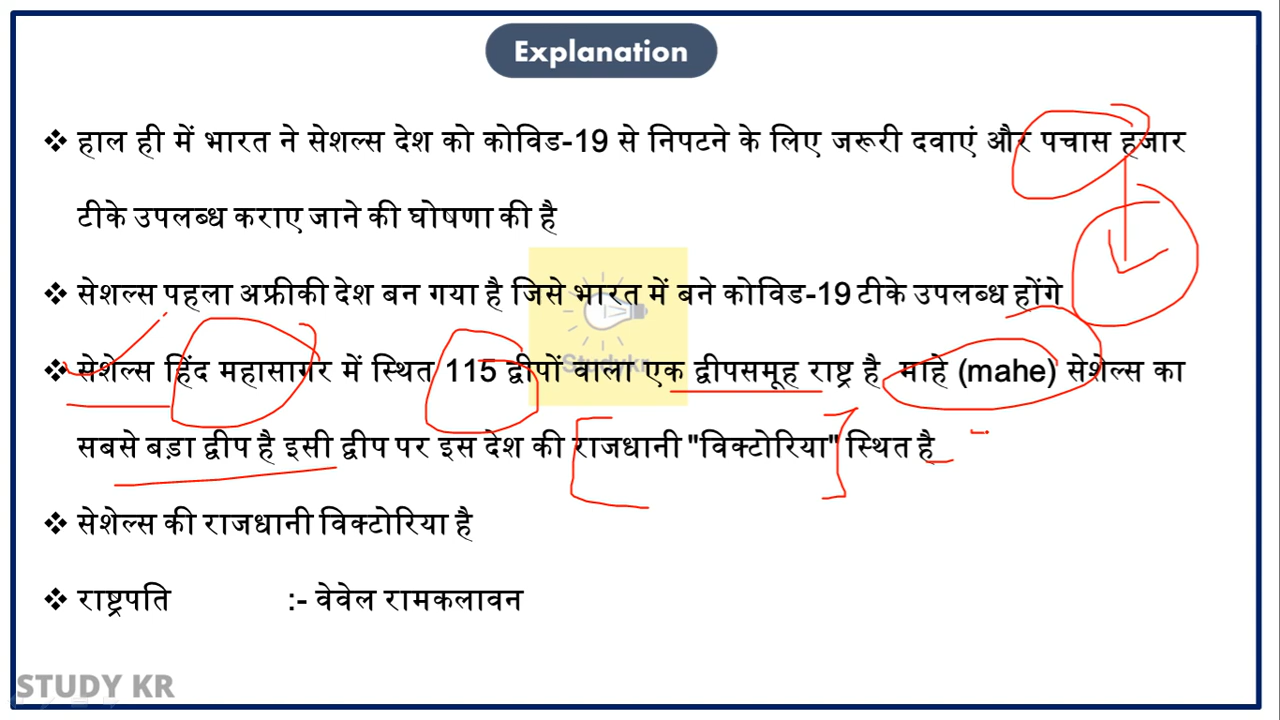 Explanation
❖ हाल ही में भारत ने सेशल्स देश को कोविड-19 से निपटने के लिए जरूरी दवाएं और पचास हजार
टीके उपलब्ध कराए जाने की घोषणा की है
❖ सेशल्स पहला अफ्रीकी देश बन गया है जिसे भारत में बने कोविड-19 टीके उपलब्ध होंगे
❖ सेशेल्स हिंद महासागर में स्थित 115 द्वीपों वाला एक द्वीपसमूह राष्ट्र है माहे (mahe) सेशेल्स का
सबसे बड़ा द्वीप है इसी द्वीप पर इस देश की राजधानी "विक्टोरिया" स्थित है
❖ सेशेल्स की राजधानी विक्टोरिया है
❖ राष्ट्रपति :- वेवेल रामकलावन
Studykr
STUDY KR